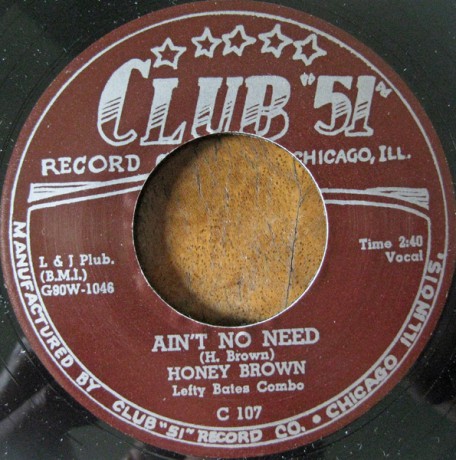 CLUB "51"
RECORD CHICAGO, ILL.
L & J Plub.
(B.M.I.)
G80W-1046
Time 2:40
Vocal
AIN'T NO NEED
(H. Brown)
HONEY BROWN
Lefty Bates Combo
C 107
MANUFACTURED BY CLUB "51" RECORD CO. • CHICAGO ILLINOIS.